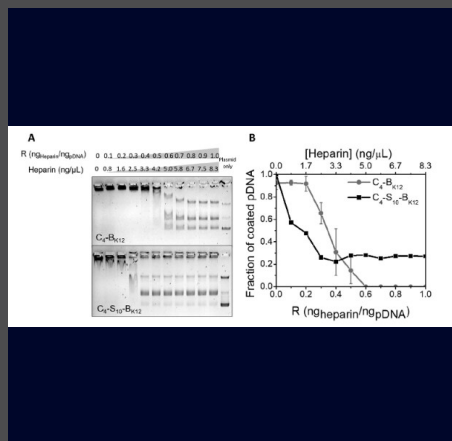 A
R (ngHeparin/ngpDNA) 0 0.1 0.2 0.3 0.4 0.5 0.6 0.7 0.8 0.9 1.0 Plasmid only
Heparin (ng/μL) 0 0.8 1.6 2.5 3.3 4.2 5.0 5.8 6.7 7.5 8.3
C4-BK12
C4-S10-BK12
B
[Heparin] (ng/μL)
0.0 1.7 3.3 5.0 6.7 8.3
1.0
0.8
0.6
0.4
0.2
0.0
Fraction of coated pDNA
C4-BK12
C4-S10-BK12
0.0 0.2 0.4 0.6 0.8 1.0
R (ngheparin/ngpDNA)